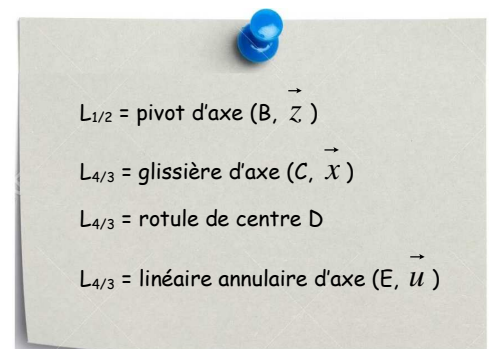 L1/2 = pivot d'axe (B, z⃗ )
L4/3 = glissière d'axe (C, x⃗ )
L4/3 = rotule de centre D
L4/3 = linéaire annulaire d'axe (E, u⃗ )